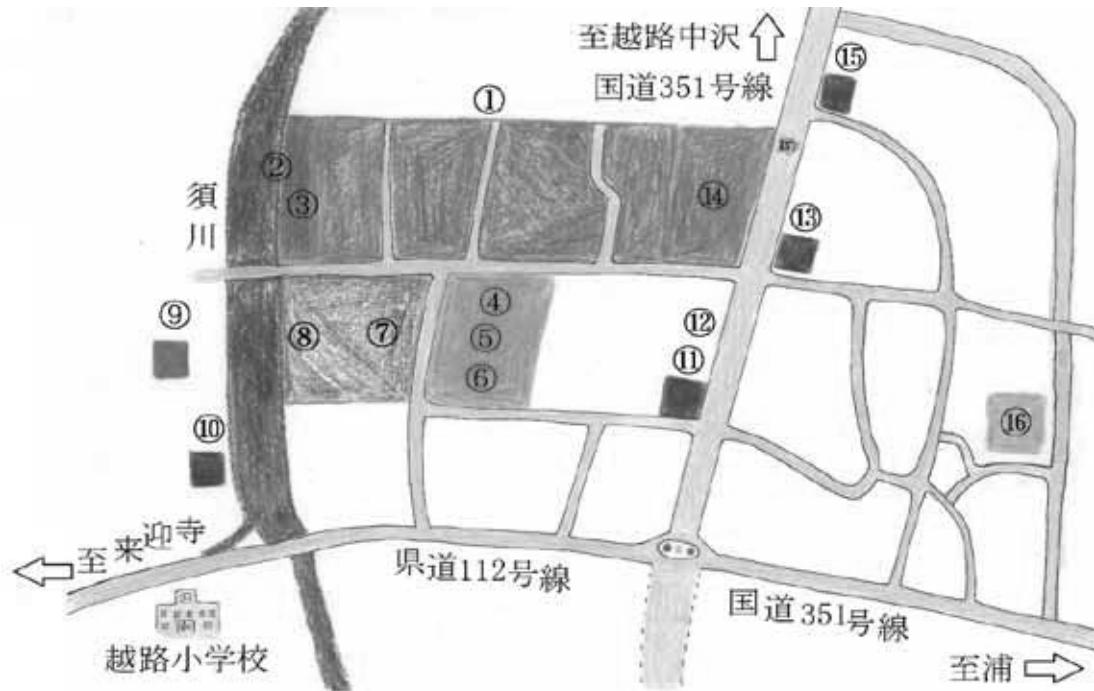 至越路中沢
国道351号線
⑮
①
②
③
⑭
須川
⑬
④
⑨
⑧
⑦
⑤
⑫
⑥
⑪
⑩
⑯
至来迎寺
県道112号線
国道351号線
越路小学校
至浦